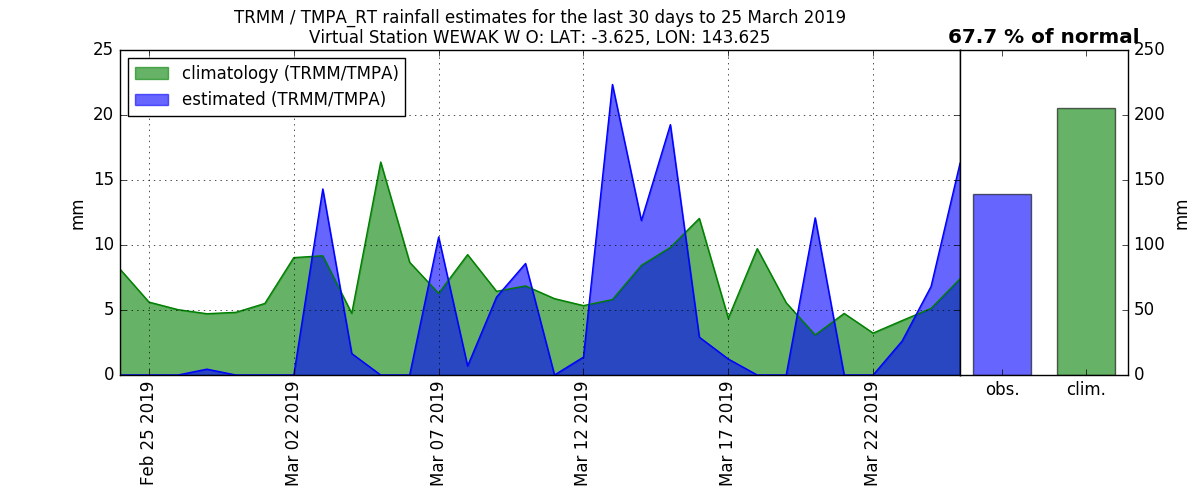 TRMM / TMPA_RT rainfall estimates for the last 30 days to 25 March 2019
Virtual Station WEWAK W O: LAT: -3.625, LON: 143.625
67.7 % of normal
climatology (TRMM/TMPA)
estimated (TRMM/TMPA)
mm
25
20
15
10
5
0
Feb 25 2019
Mar 02 2019
Mar 07 2019
Mar 12 2019
Mar 17 2019
Mar 22 2019
obs.
clim.
250
200
150
100
50
0
mm